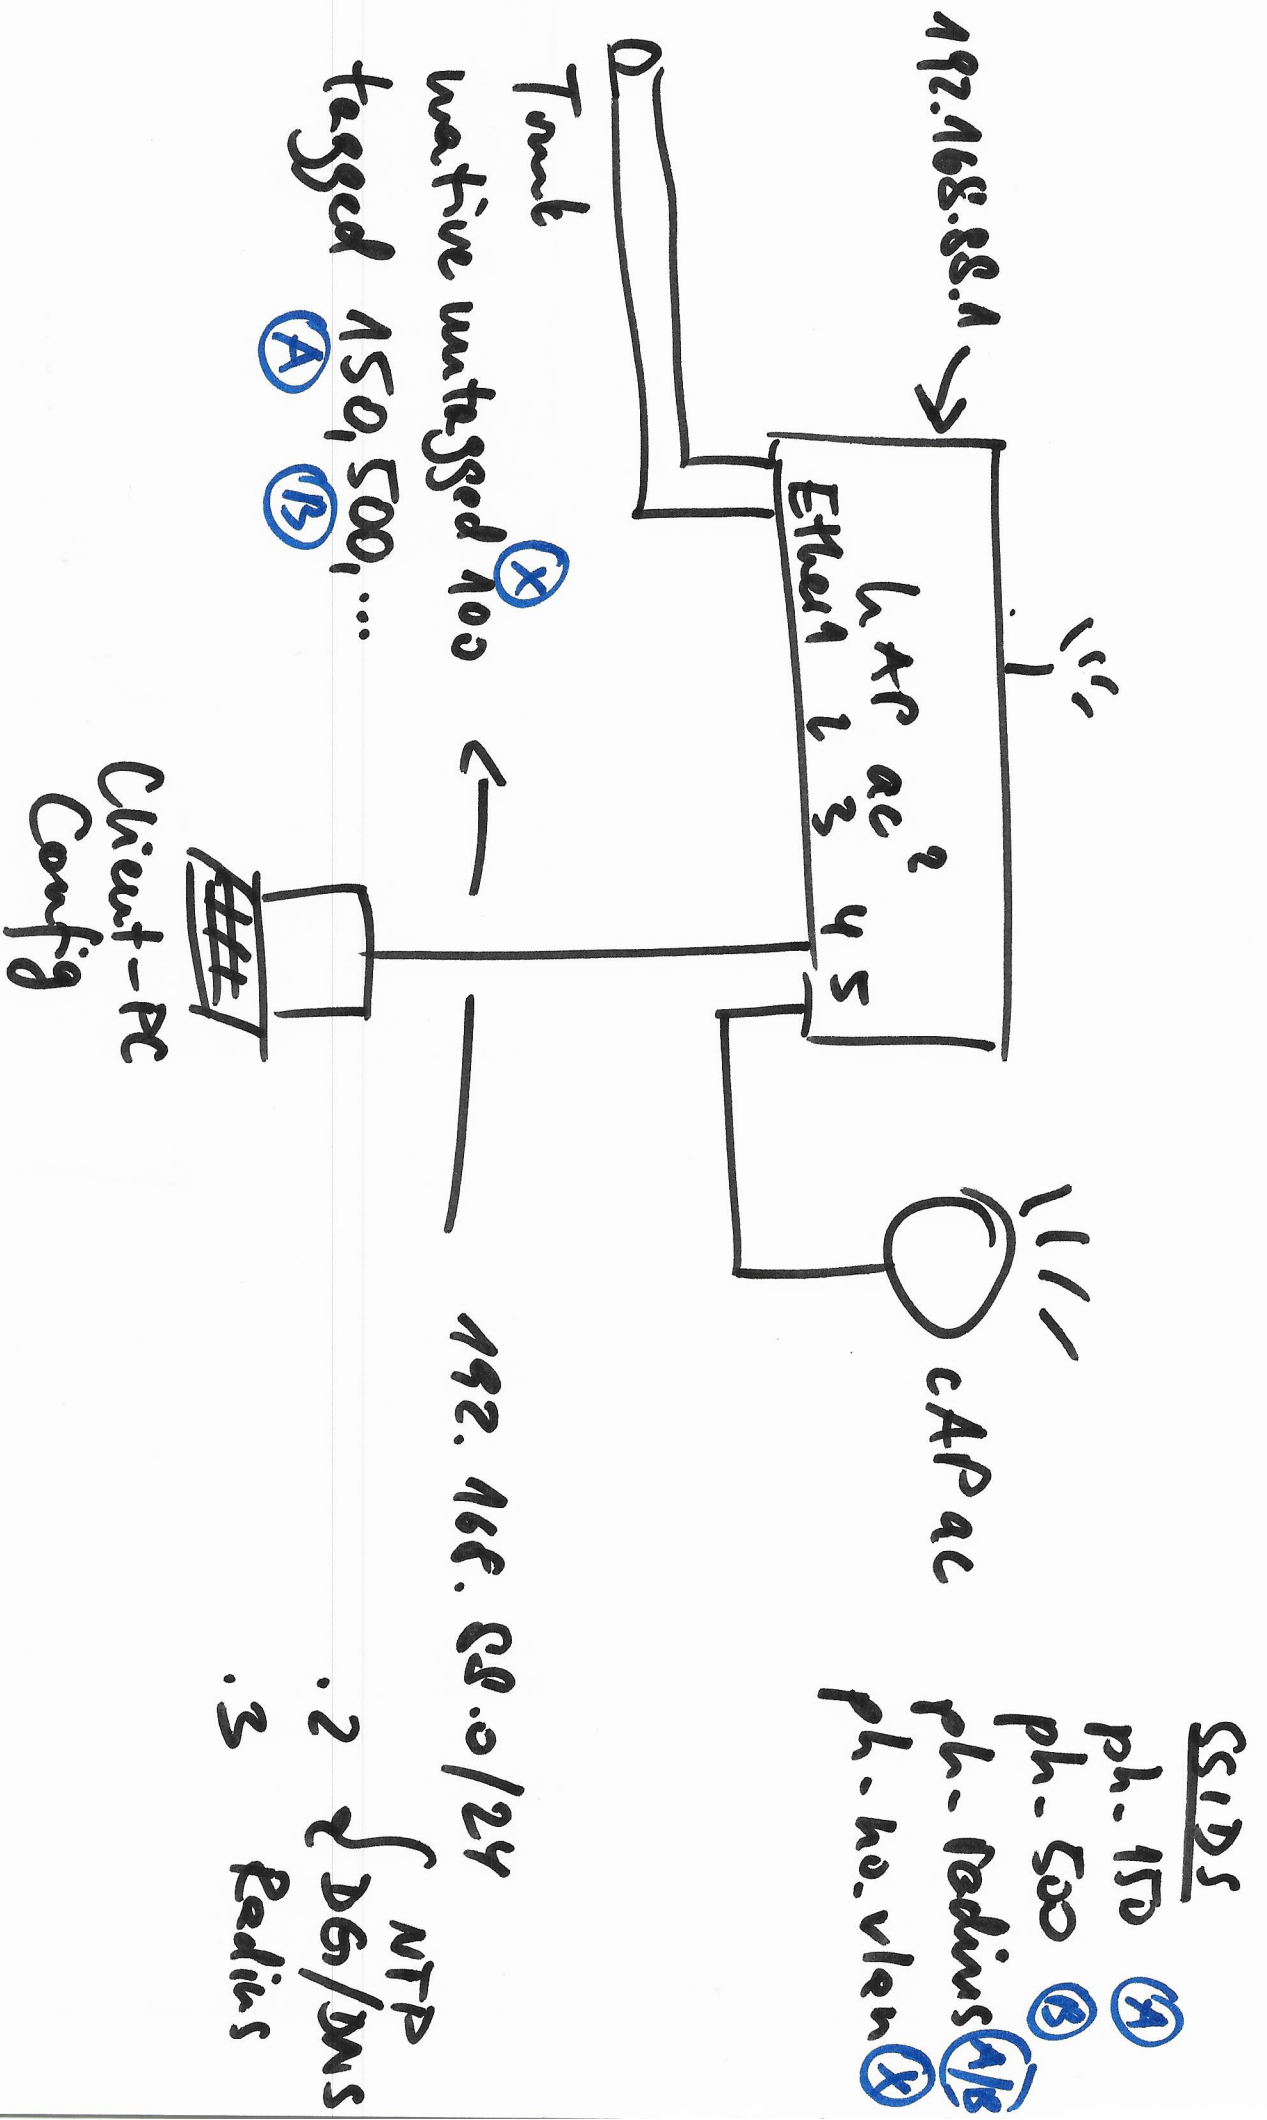 192.168.88.1
SSIDS
ph-150 A
ph-500 B
ph-radius A/B
ph-no-vlan X
hAP ac²
Ether1 2 3 4 5
cAP ac
Trunk
X
native untagged 100
tagged 150, 500, ...
A B
192.168.88.0/24
NTP
.2 { DG/DNS
.3 Radius
Client-PC
Config